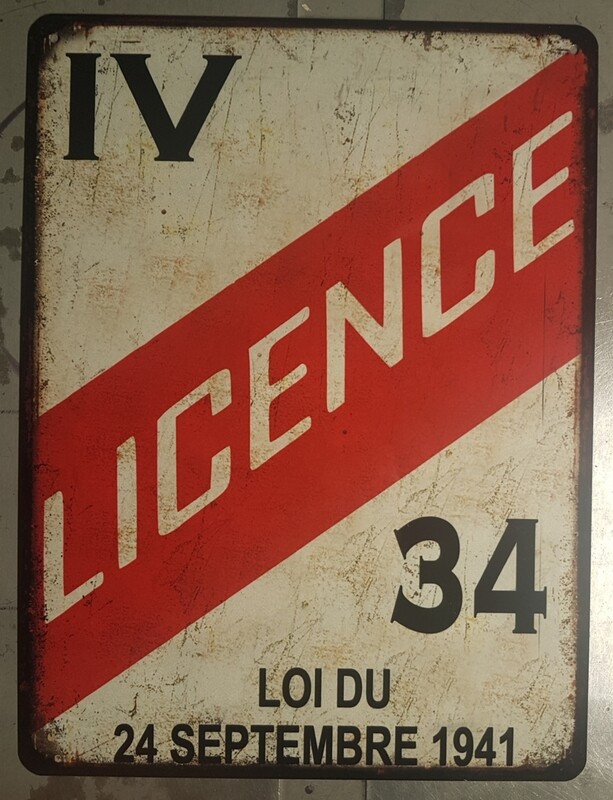 IV
LICENCE
34
LOI DU
24 SEPTEMBRE 1941